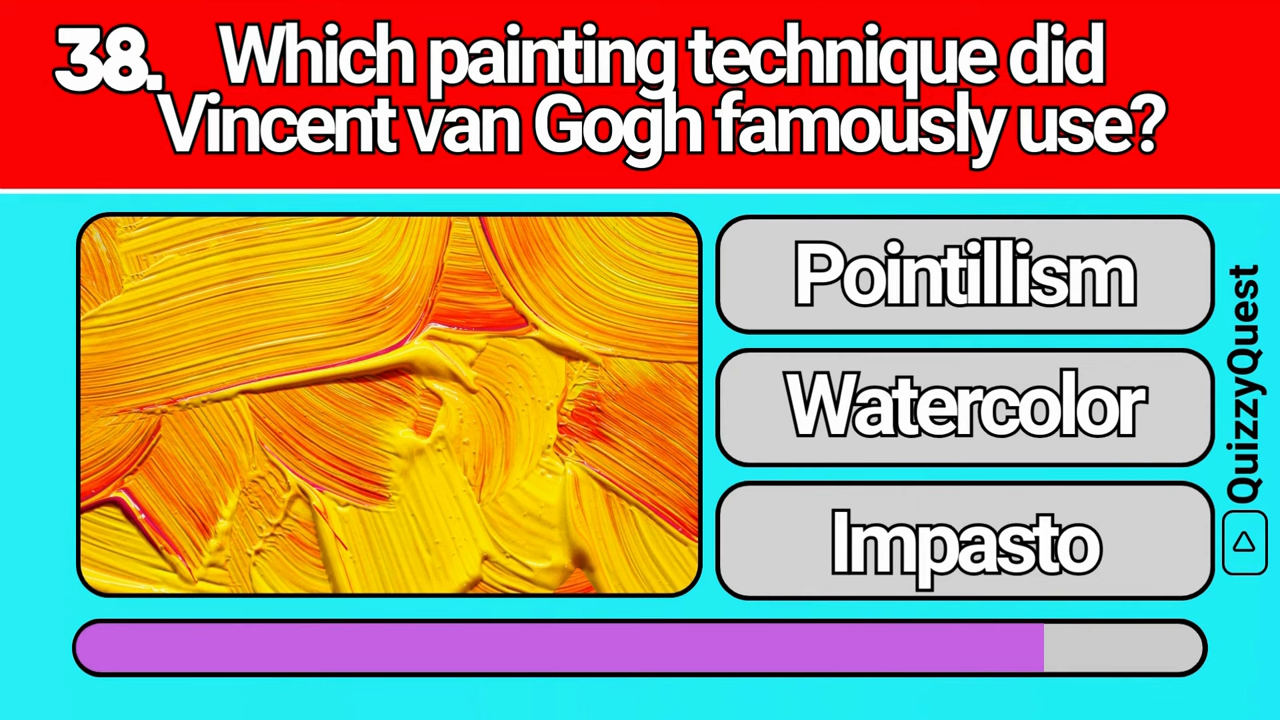 38. Which painting technique did
Vincent van Gogh famously use?
Pointillism
Watercolor
Impasto
QuizzyQuest